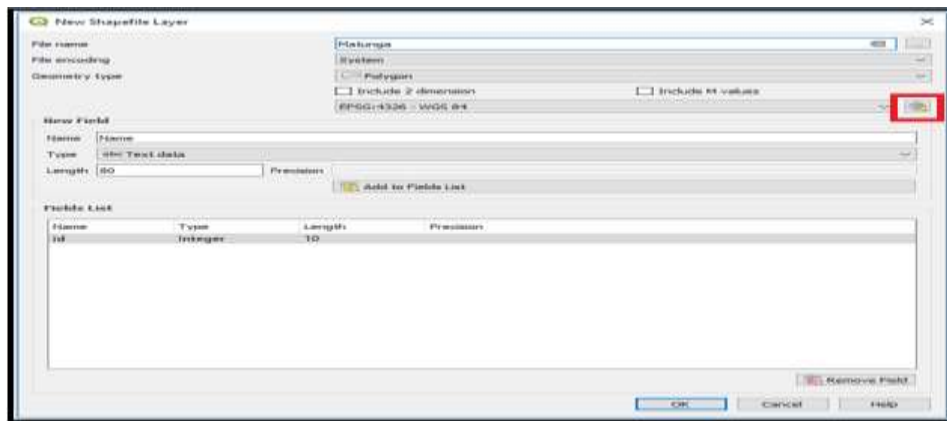 New Shapefile Layer
File name Malunga
File encoding System
Geometry type Polygon
Include Z dimension Include M values
EPSG:4326 - WGS 84
New Field
Name Name
Type abc Text data
Length 80 Precision
Add to Fields List
Fields List
Name Type Length Precision
id Integer 10
Remove Field
OK Cancel Help